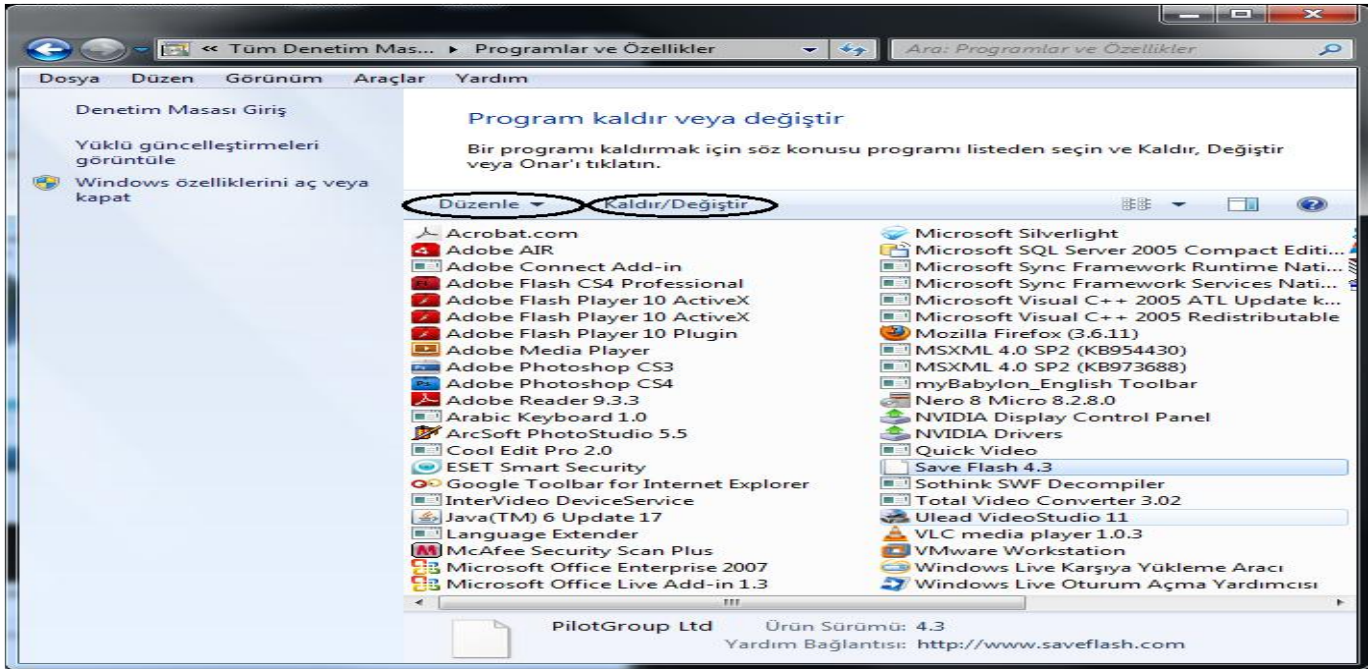 « Tüm Denetim Mas... ▸ Programlar ve Özellikler
Ara: Programlar ve Özellikler
Dosya Düzen Görünüm Araçlar Yardım
Denetim Masası Giriş
Yüklü güncelleştirmeleri
görüntüle
Windows özelliklerini aç veya
kapat
Program kaldır veya değiştir
Bir programı kaldırmak için söz konusu programı listeden seçin ve Kaldır, Değiştir
veya Onar'ı tıklatın.
Düzenle Kaldır/Değiştir
Acrobat.com
Adobe AIR
Adobe Connect Add-in
Adobe Flash CS4 Professional
Adobe Flash Player 10 ActiveX
Adobe Flash Player 10 ActiveX
Adobe Flash Player 10 Plugin
Adobe Media Player
Adobe Photoshop CS3
Adobe Photoshop CS4
Adobe Reader 9.3.3
Arabic Keyboard 1.0
ArcSoft PhotoStudio 5.5
Cool Edit Pro 2.0
ESET Smart Security
Google Toolbar for Internet Explorer
InterVideo DeviceService
Java(TM) 6 Update 17
Language Extender
McAfee Security Scan Plus
Microsoft Office Enterprise 2007
Microsoft Office Live Add-in 1.3
Microsoft Silverlight
Microsoft SQL Server 2005 Compact Editi...
Microsoft Sync Framework Runtime Nati...
Microsoft Sync Framework Services Nati...
Microsoft Visual C++ 2005 ATL Update k...
Microsoft Visual C++ 2005 Redistributable
Mozilla Firefox (3.6.11)
MSXML 4.0 SP2 (KB954430)
MSXML 4.0 SP2 (KB973688)
myBabylon_English Toolbar
Nero 8 Micro 8.2.8.0
NVIDIA Display Control Panel
NVIDIA Drivers
Quick Video
Save Flash 4.3
Sothink SWF Decompiler
Total Video Converter 3.02
Ulead VideoStudio 11
VLC media player 1.0.3
VMware Workstation
Windows Live Karşıya Yükleme Aracı
Windows Live Oturum Açma Yardımcısı
PilotGroup Ltd Ürün Sürümü: 4.3
Yardım Bağlantısı: http://www.saveflash.com